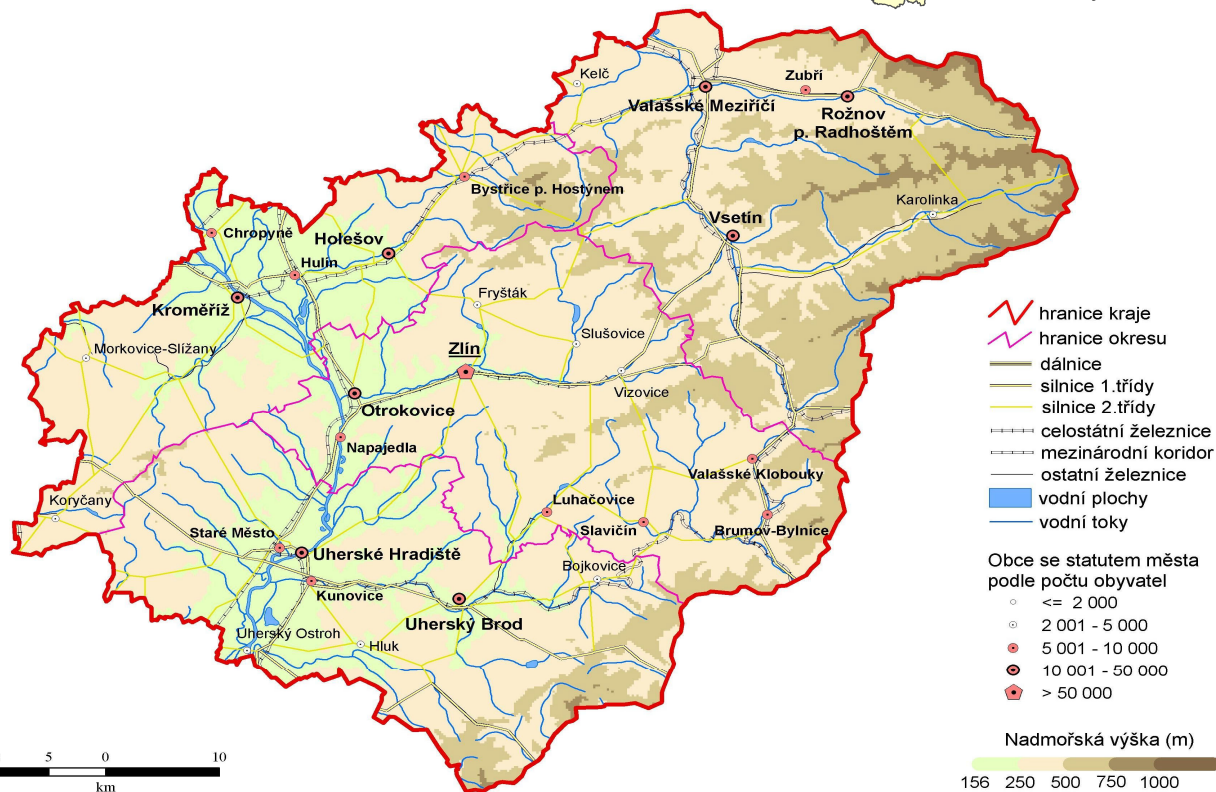 Kelč
Zubří
Valašské Meziříčí
Rožnov
p. Radhoštěm
Bystřice p. Hostýnem
Karolinka
Vsetín
Chropyně
Holešov
Hulín
Fryšták
Kroměříž
Slušovice
Morkovice-Slížany
Zlín
Vizovice
Otrokovice
Napajedla
Valašské Klobouky
Koryčany
Luhačovice
Staré Město
Slavičín
Brumov-Bylnice
Uherské Hradiště
Bojkovice
Kunovice
Uherský Brod
Uherský Ostroh
Hluk
hranice kraje
hranice okresu
dálnice
silnice 1.třídy
silnice 2.třídy
celostátní železnice
mezinárodní koridor
ostatní železnice
vodní plochy
vodní toky
Obce se statutem města
podle počtu obyvatel
<= 2 000
2 001 - 5 000
5 001 - 10 000
10 001 - 50 000
> 50 000
Nadmořská výška (m)
156 250 500 750 1000
5 0 10
km